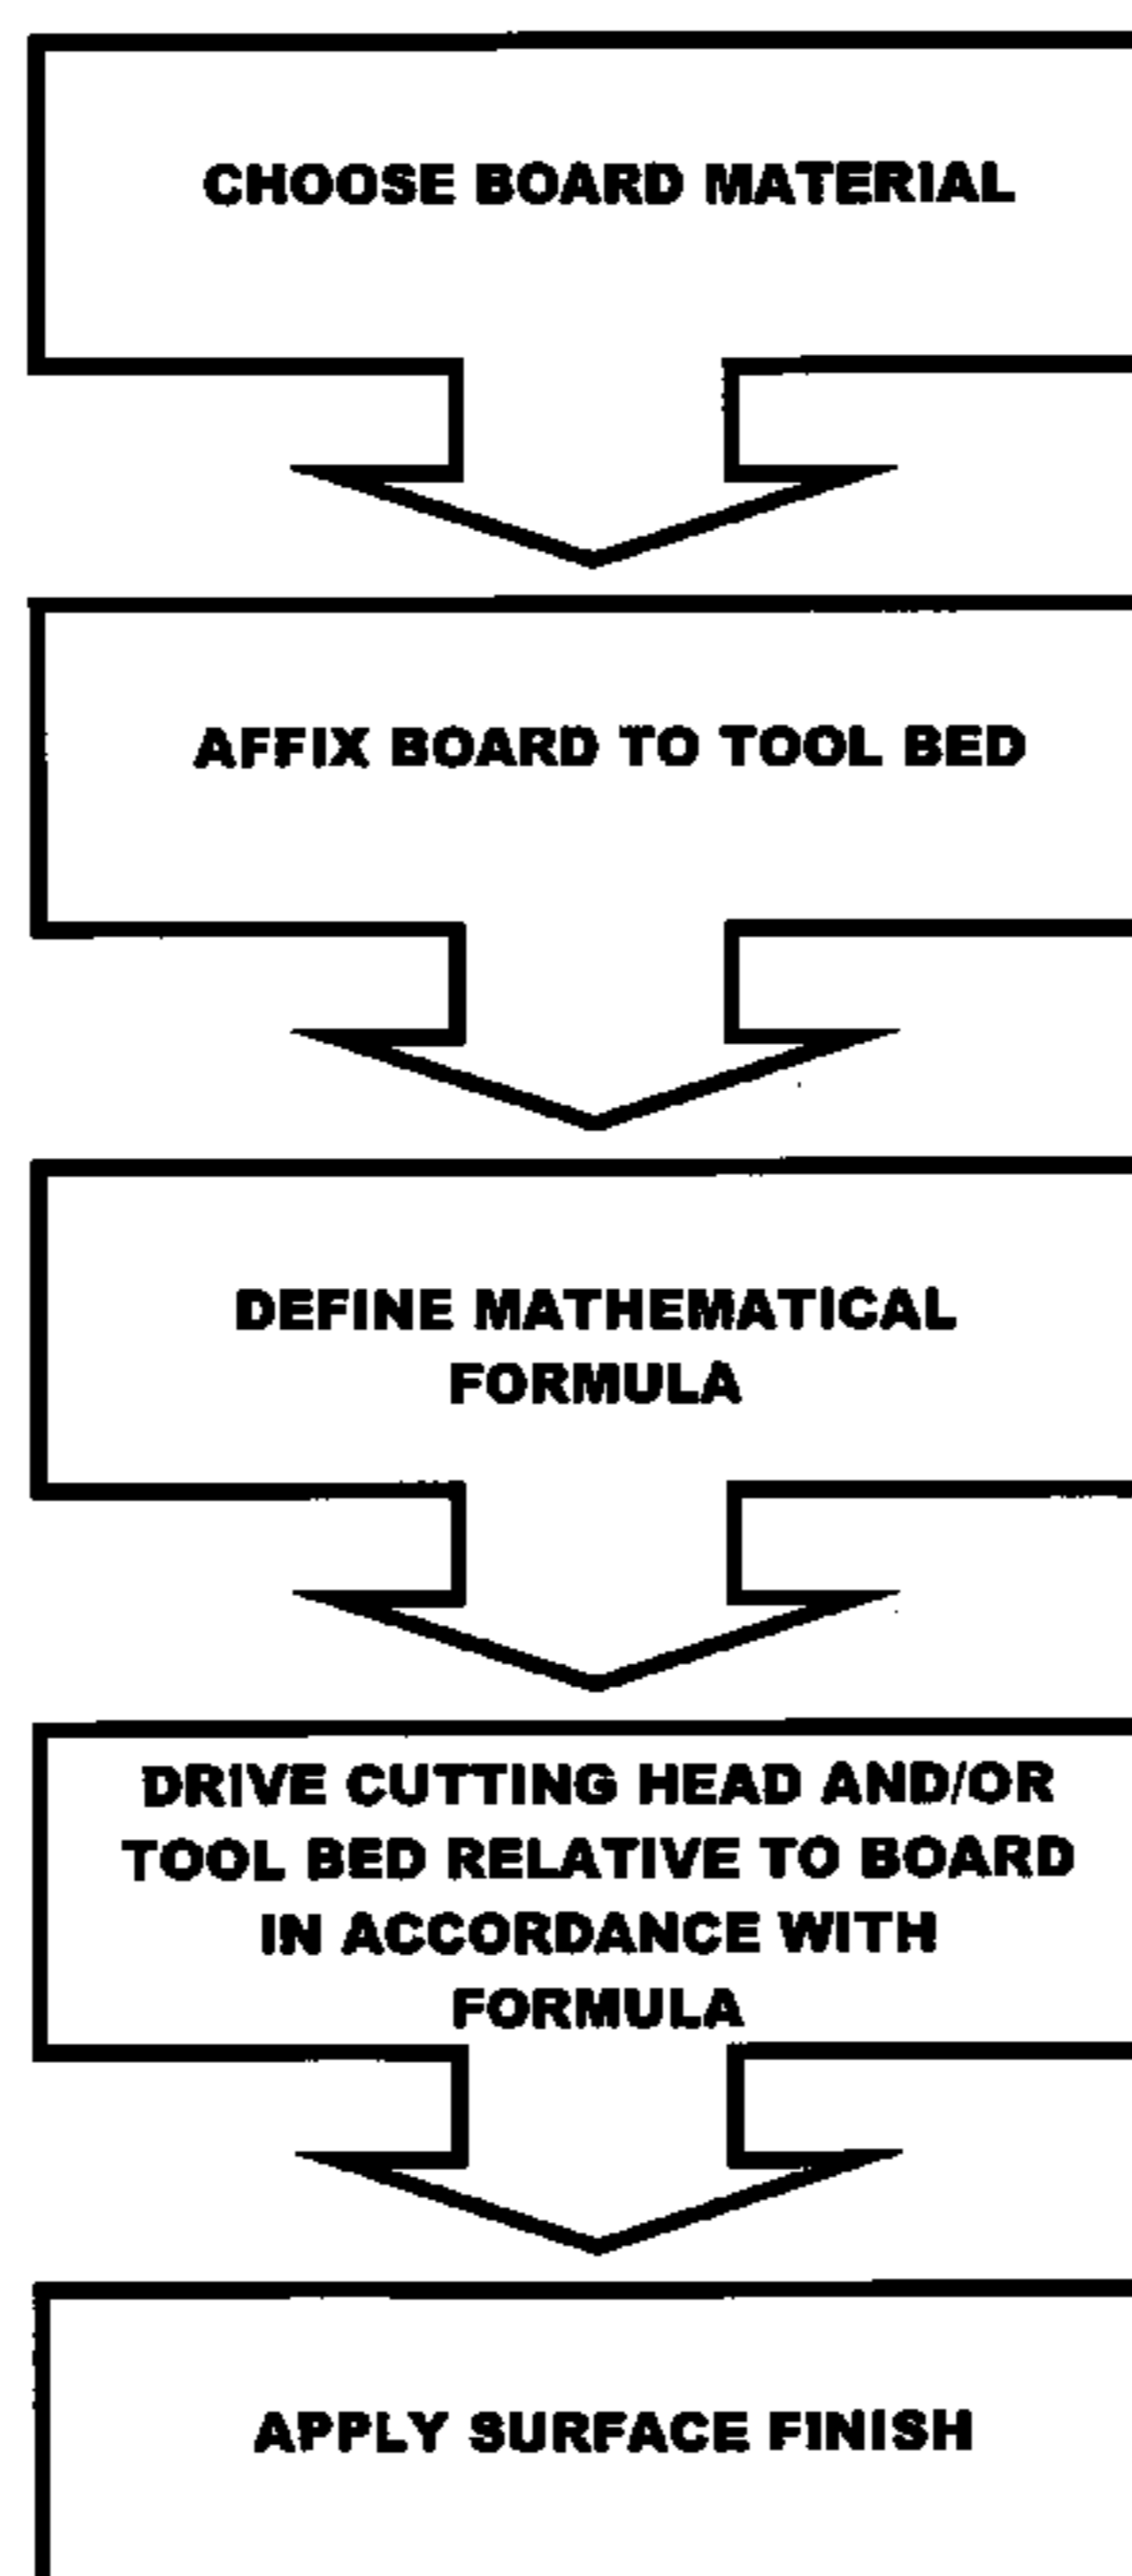 CHOOSE BOARD MATERIAL
AFFIX BOARD TO TOOL BED
DEFINE MATHEMATICAL
FORMULA
DRIVE CUTTING HEAD AND/OR
TOOL BED RELATIVE TO BOARD
IN ACCORDANCE WITH
FORMULA
APPLY SURFACE FINISH